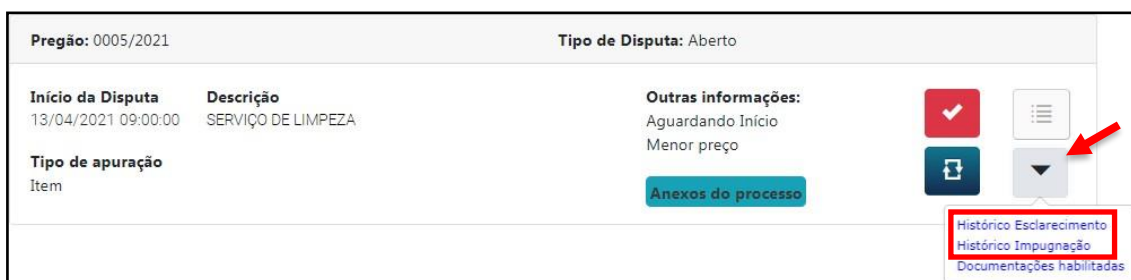 Pregão: 0005/2021
Tipo de Disputa: Aberto
Início da Disputa
13/04/2021 09:00:00
Descrição
SERVIÇO DE LIMPEZA
Tipo de apuração
Item
Outras informações:
Aguardando Início
Menor preço
Anexos do processo
Histórico Esclarecimento
Histórico Impugnação
Documentações habilitadas